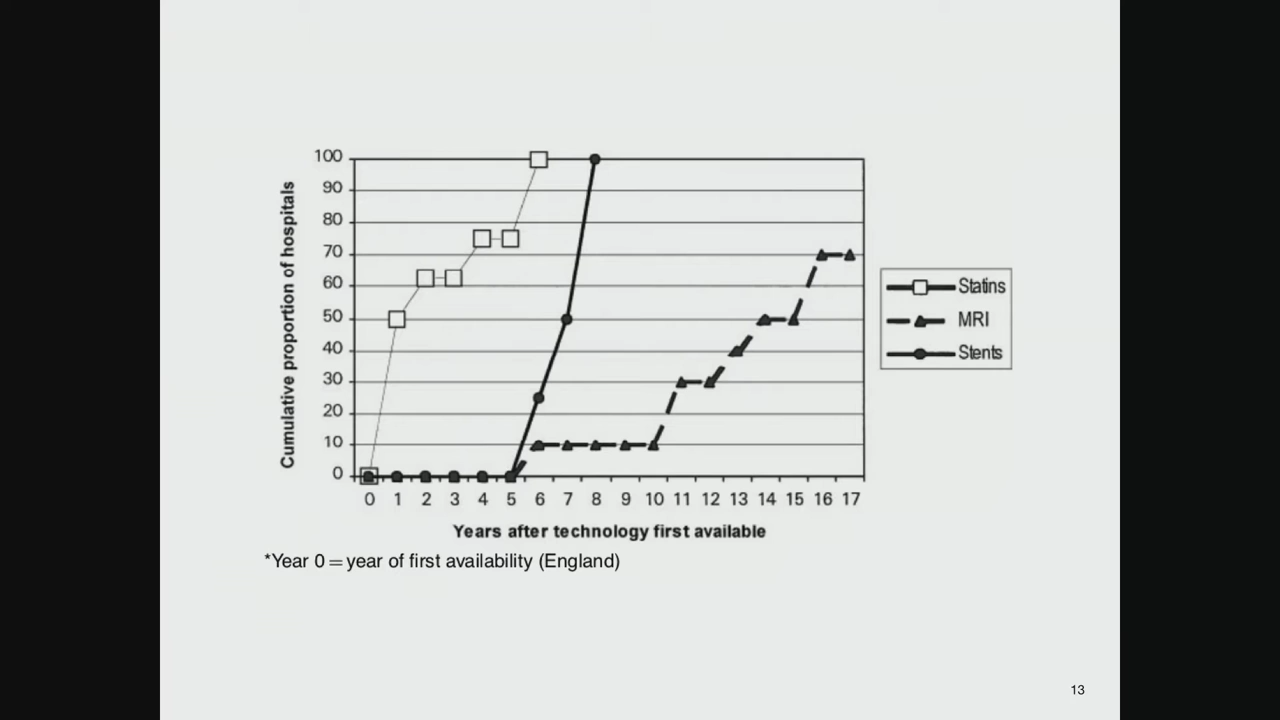 100
90
80
70
60
50
40
30
20
10
0
Cumulative proportion of hospitals
0 1 2 3 4 5 6 7 8 9 10 11 12 13 14 15 16 17
Years after technology first available
Statins
MRI
Stents
*Year 0 = year of first availability (England)
13